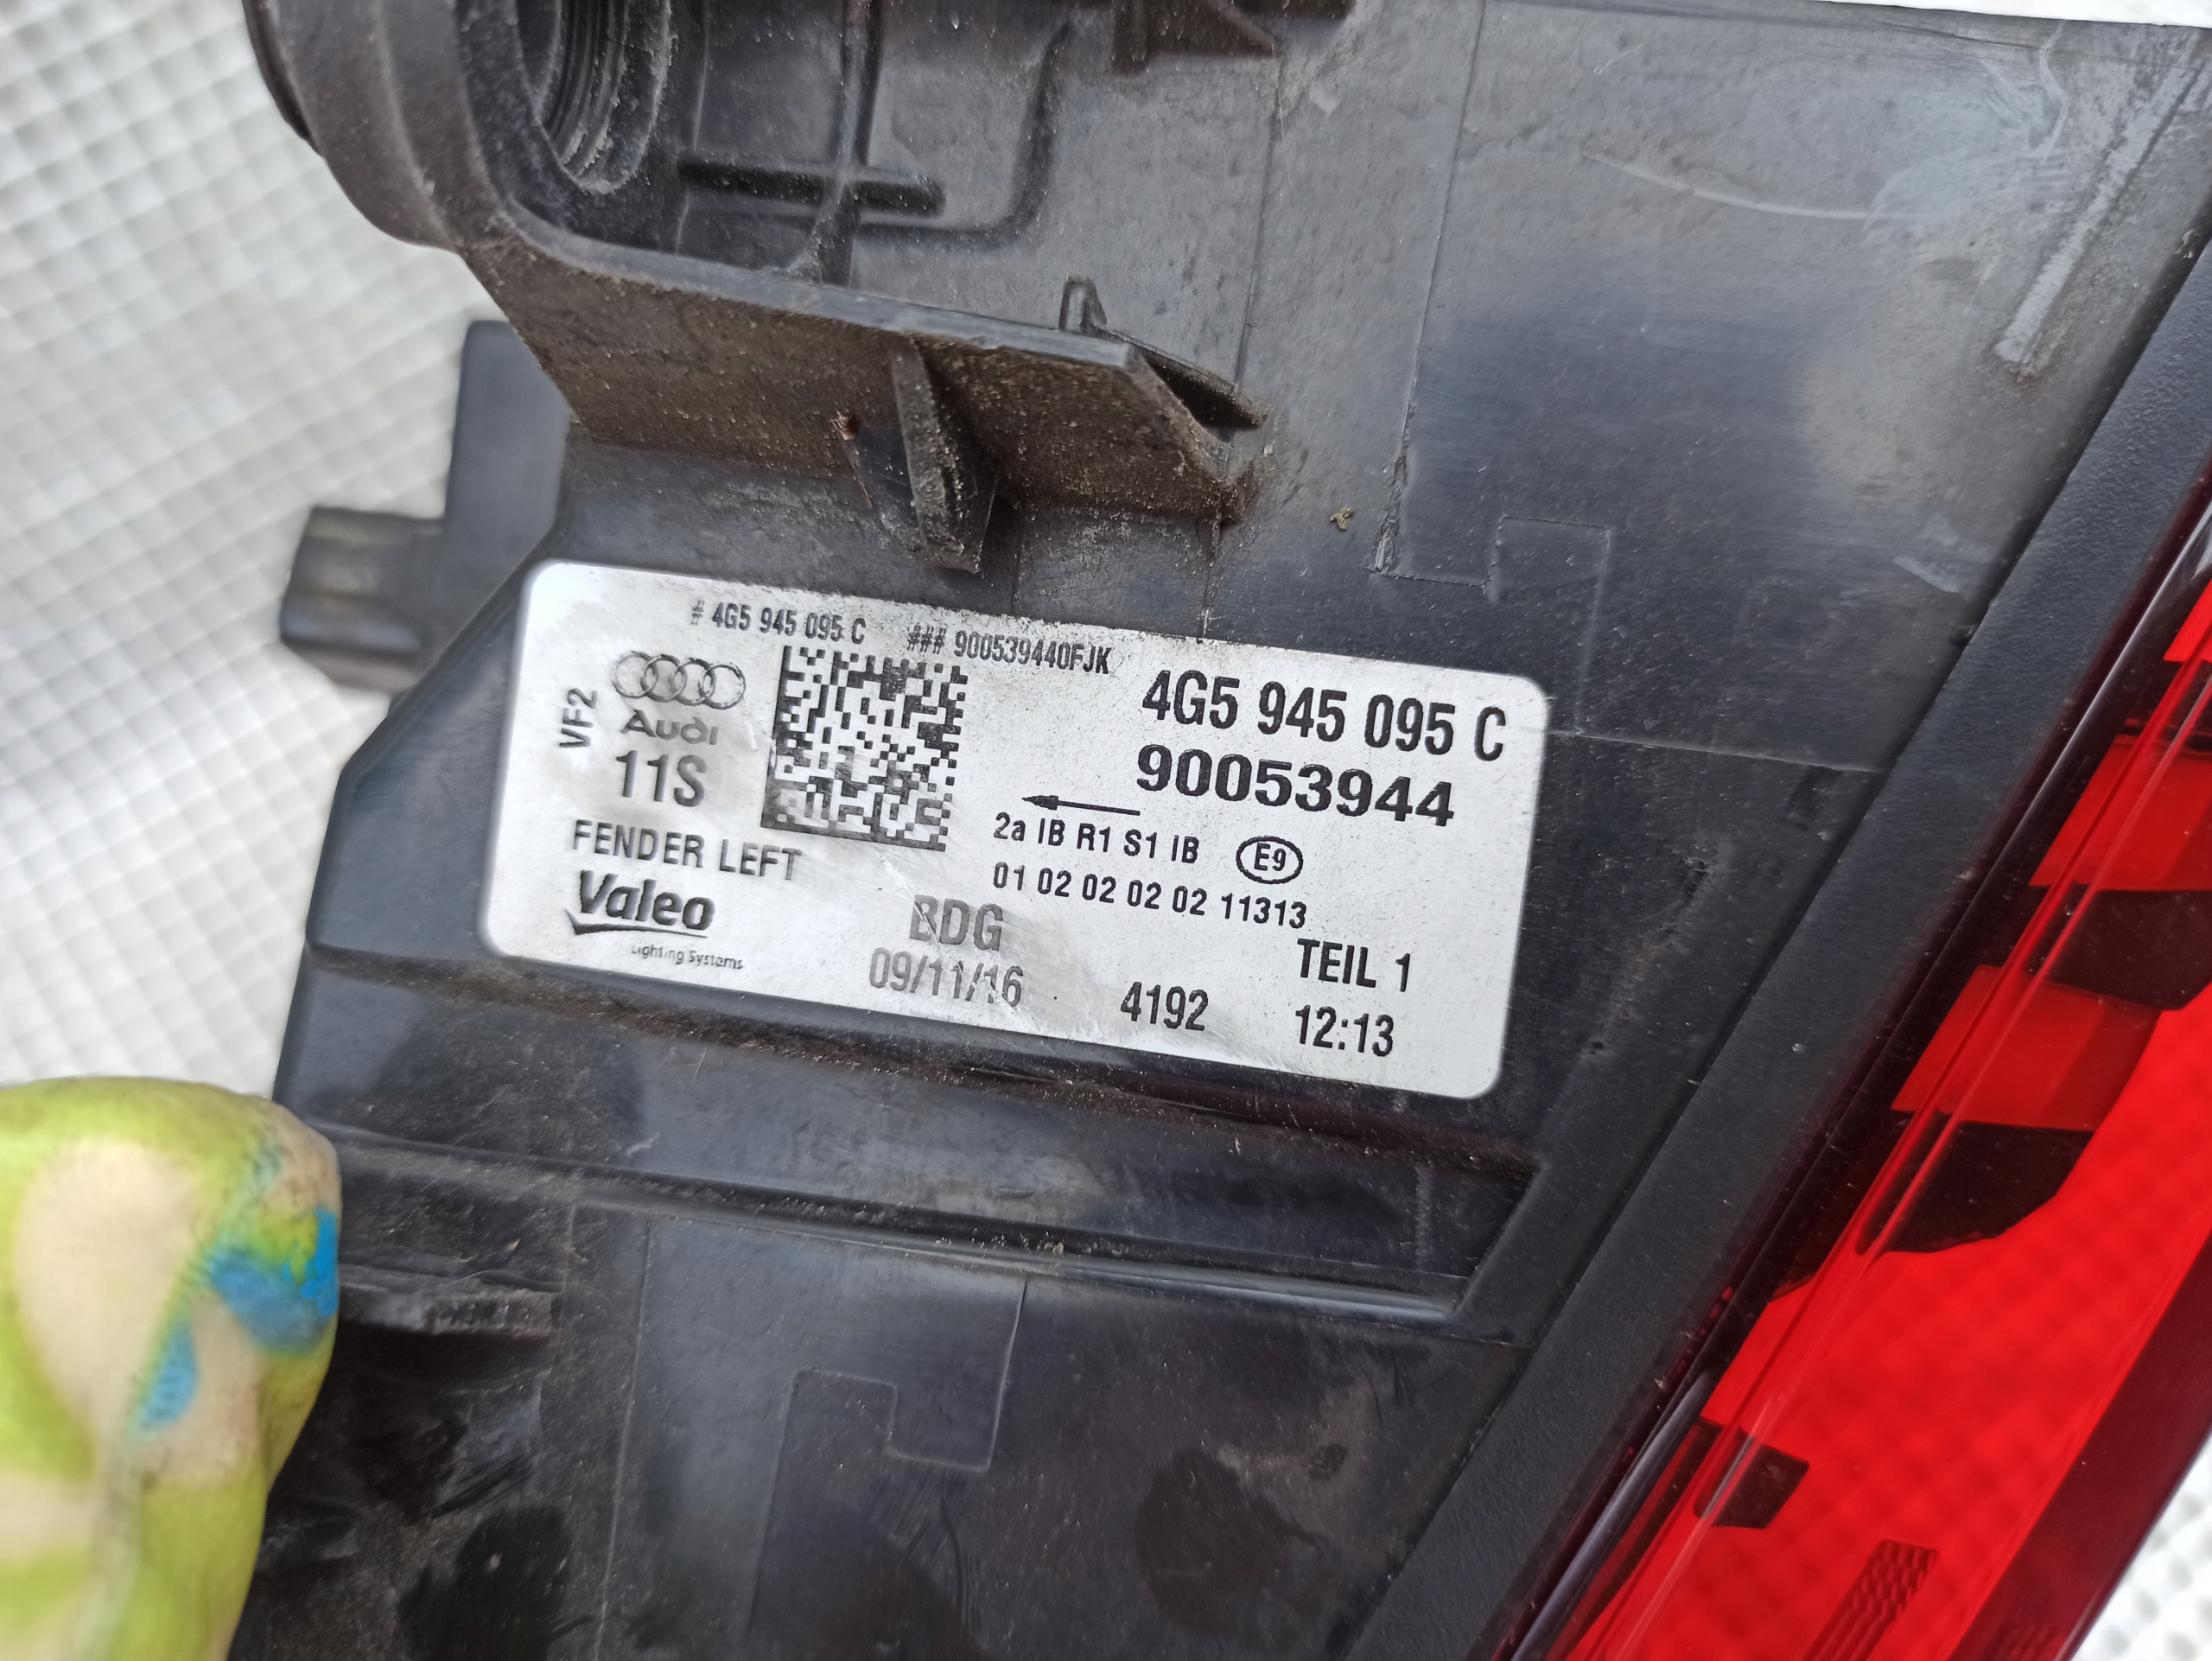 # 4G5 945 095 C ### 900539440FJK
VF2
Audi
11S
FENDER LEFT
Valeo
Lighting Systems
4G5 945 095 C
90053944
2a IB R1 S1 IB E9
01 02 02 02 02 11313
BDG
09/11/16
4192
TEIL 1
12:13